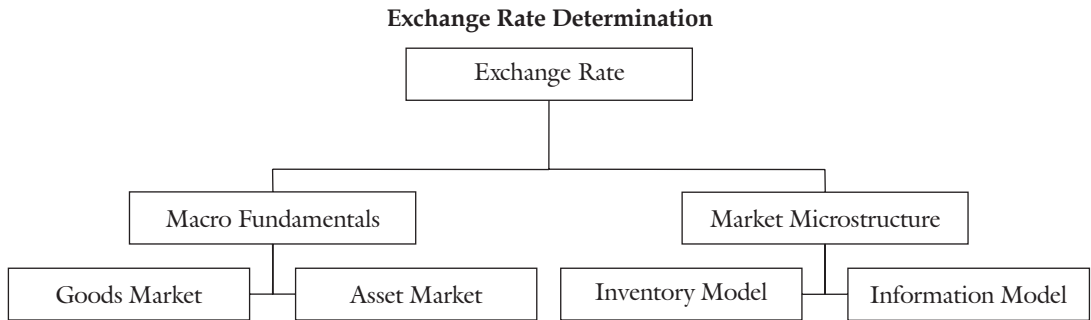 Exchange Rate Determination
Exchange Rate
Macro Fundamentals
Market Microstructure
Goods Market
Asset Market
Inventory Model
Information Model